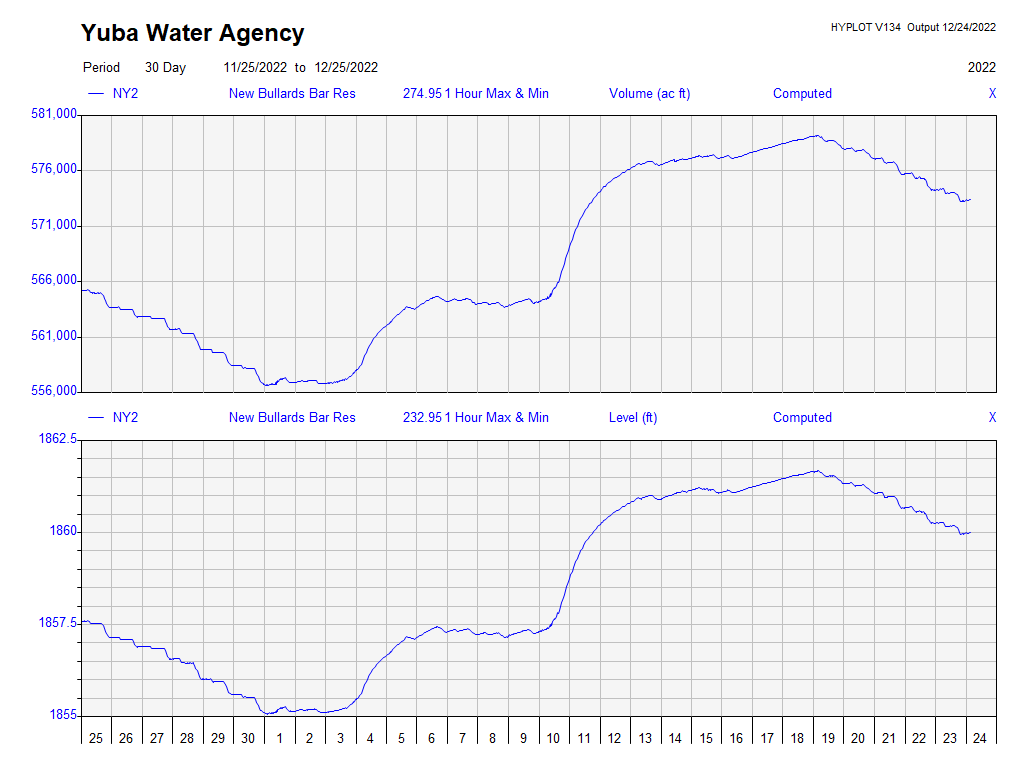 Yuba Water Agency
HYPLOT V134 Output 12/24/2022
Period 30 Day 11/25/2022 to 12/25/2022 2022
NY2 New Bullards Bar Res 274.95 1 Hour Max & Min Volume (ac ft) Computed X
581,000
576,000
571,000
566,000
561,000
556,000
NY2 New Bullards Bar Res 232.95 1 Hour Max & Min Level (ft) Computed X
1862.5
1860
1857.5
1855
25 26 27 28 29 30 1 2 3 4 5 6 7 8 9 10 11 12 13 14 15 16 17 18 19 20 21 22 23 24